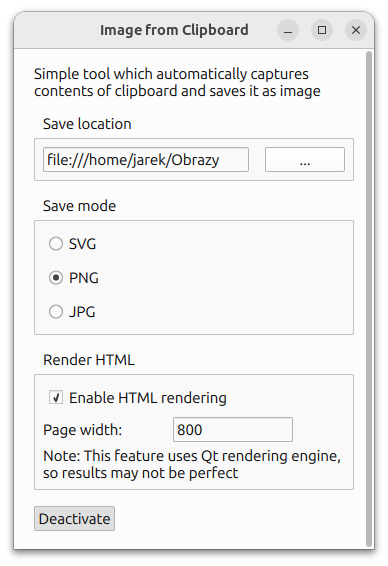 Image from Clipboard
Simple tool which automatically captures
contents of clipboard and saves it as image
Save location
file:///home/jarek/Obrazy
...
Save mode
SVG
PNG
JPG
Render HTML
Enable HTML rendering
Page width:
800
Note: This feature uses Qt rendering engine,
so results may not be perfect
Deactivate